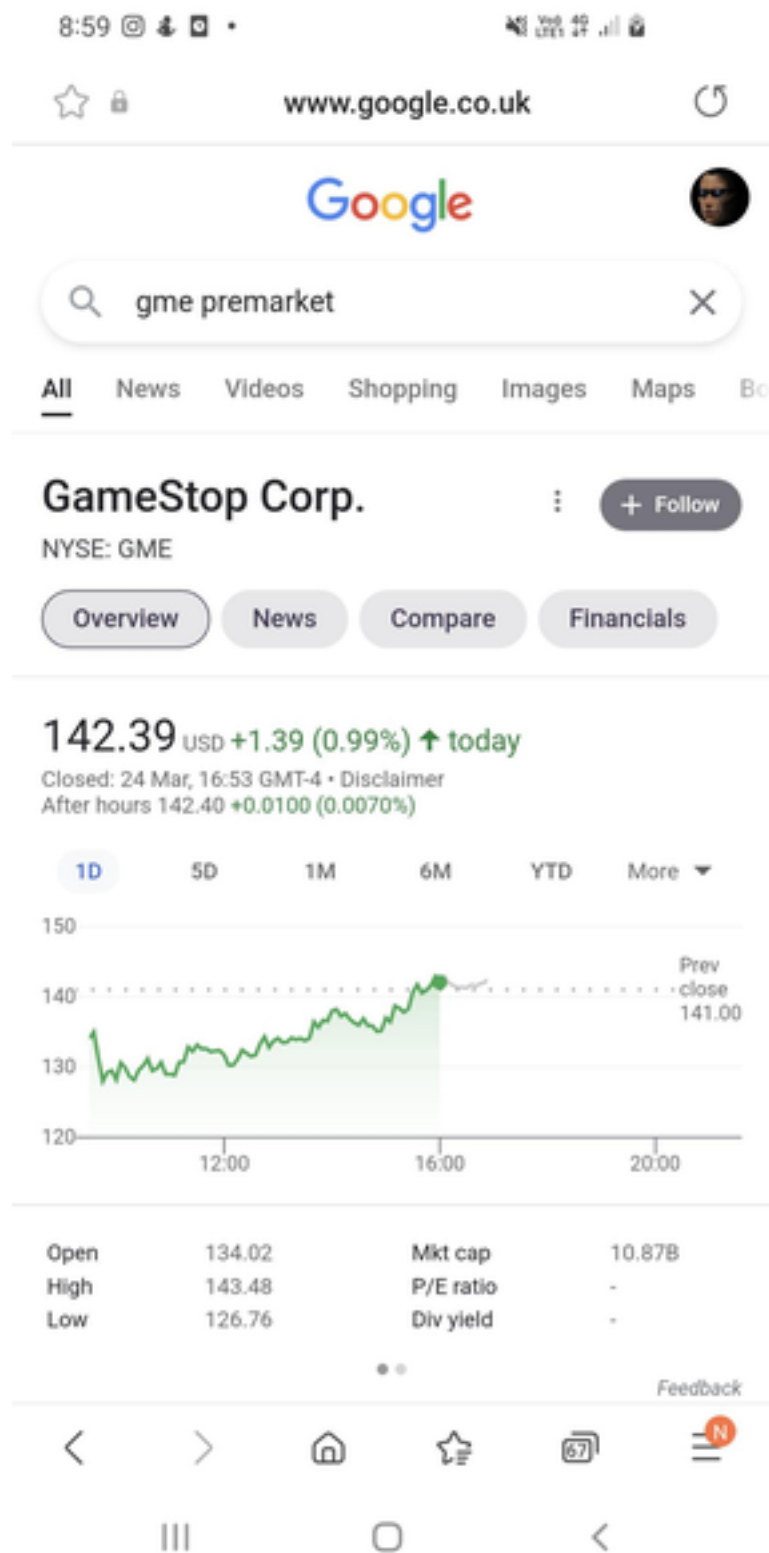 8:59
Vo) 4G
LTE1
www.google.co.uk
Google
gme premarket
All News Videos Shopping Images Maps Bo
GameStop Corp.
+ Follow
NYSE: GME
Overview News Compare Financials
142.39 USD +1.39 (0.99%) ↑ today
Closed: 24 Mar, 16:53 GMT-4 • Disclaimer
After hours 142.40 +0.0100 (0.0070%)
1D 5D 1M 6M YTD More
150
140
130
120
Prev
close
141.00
12:00 16:00 20:00
Open 134.02 Mkt cap 10.87B
High 143.48 P/E ratio -
Low 126.76 Div yield -
Feedback
67
N